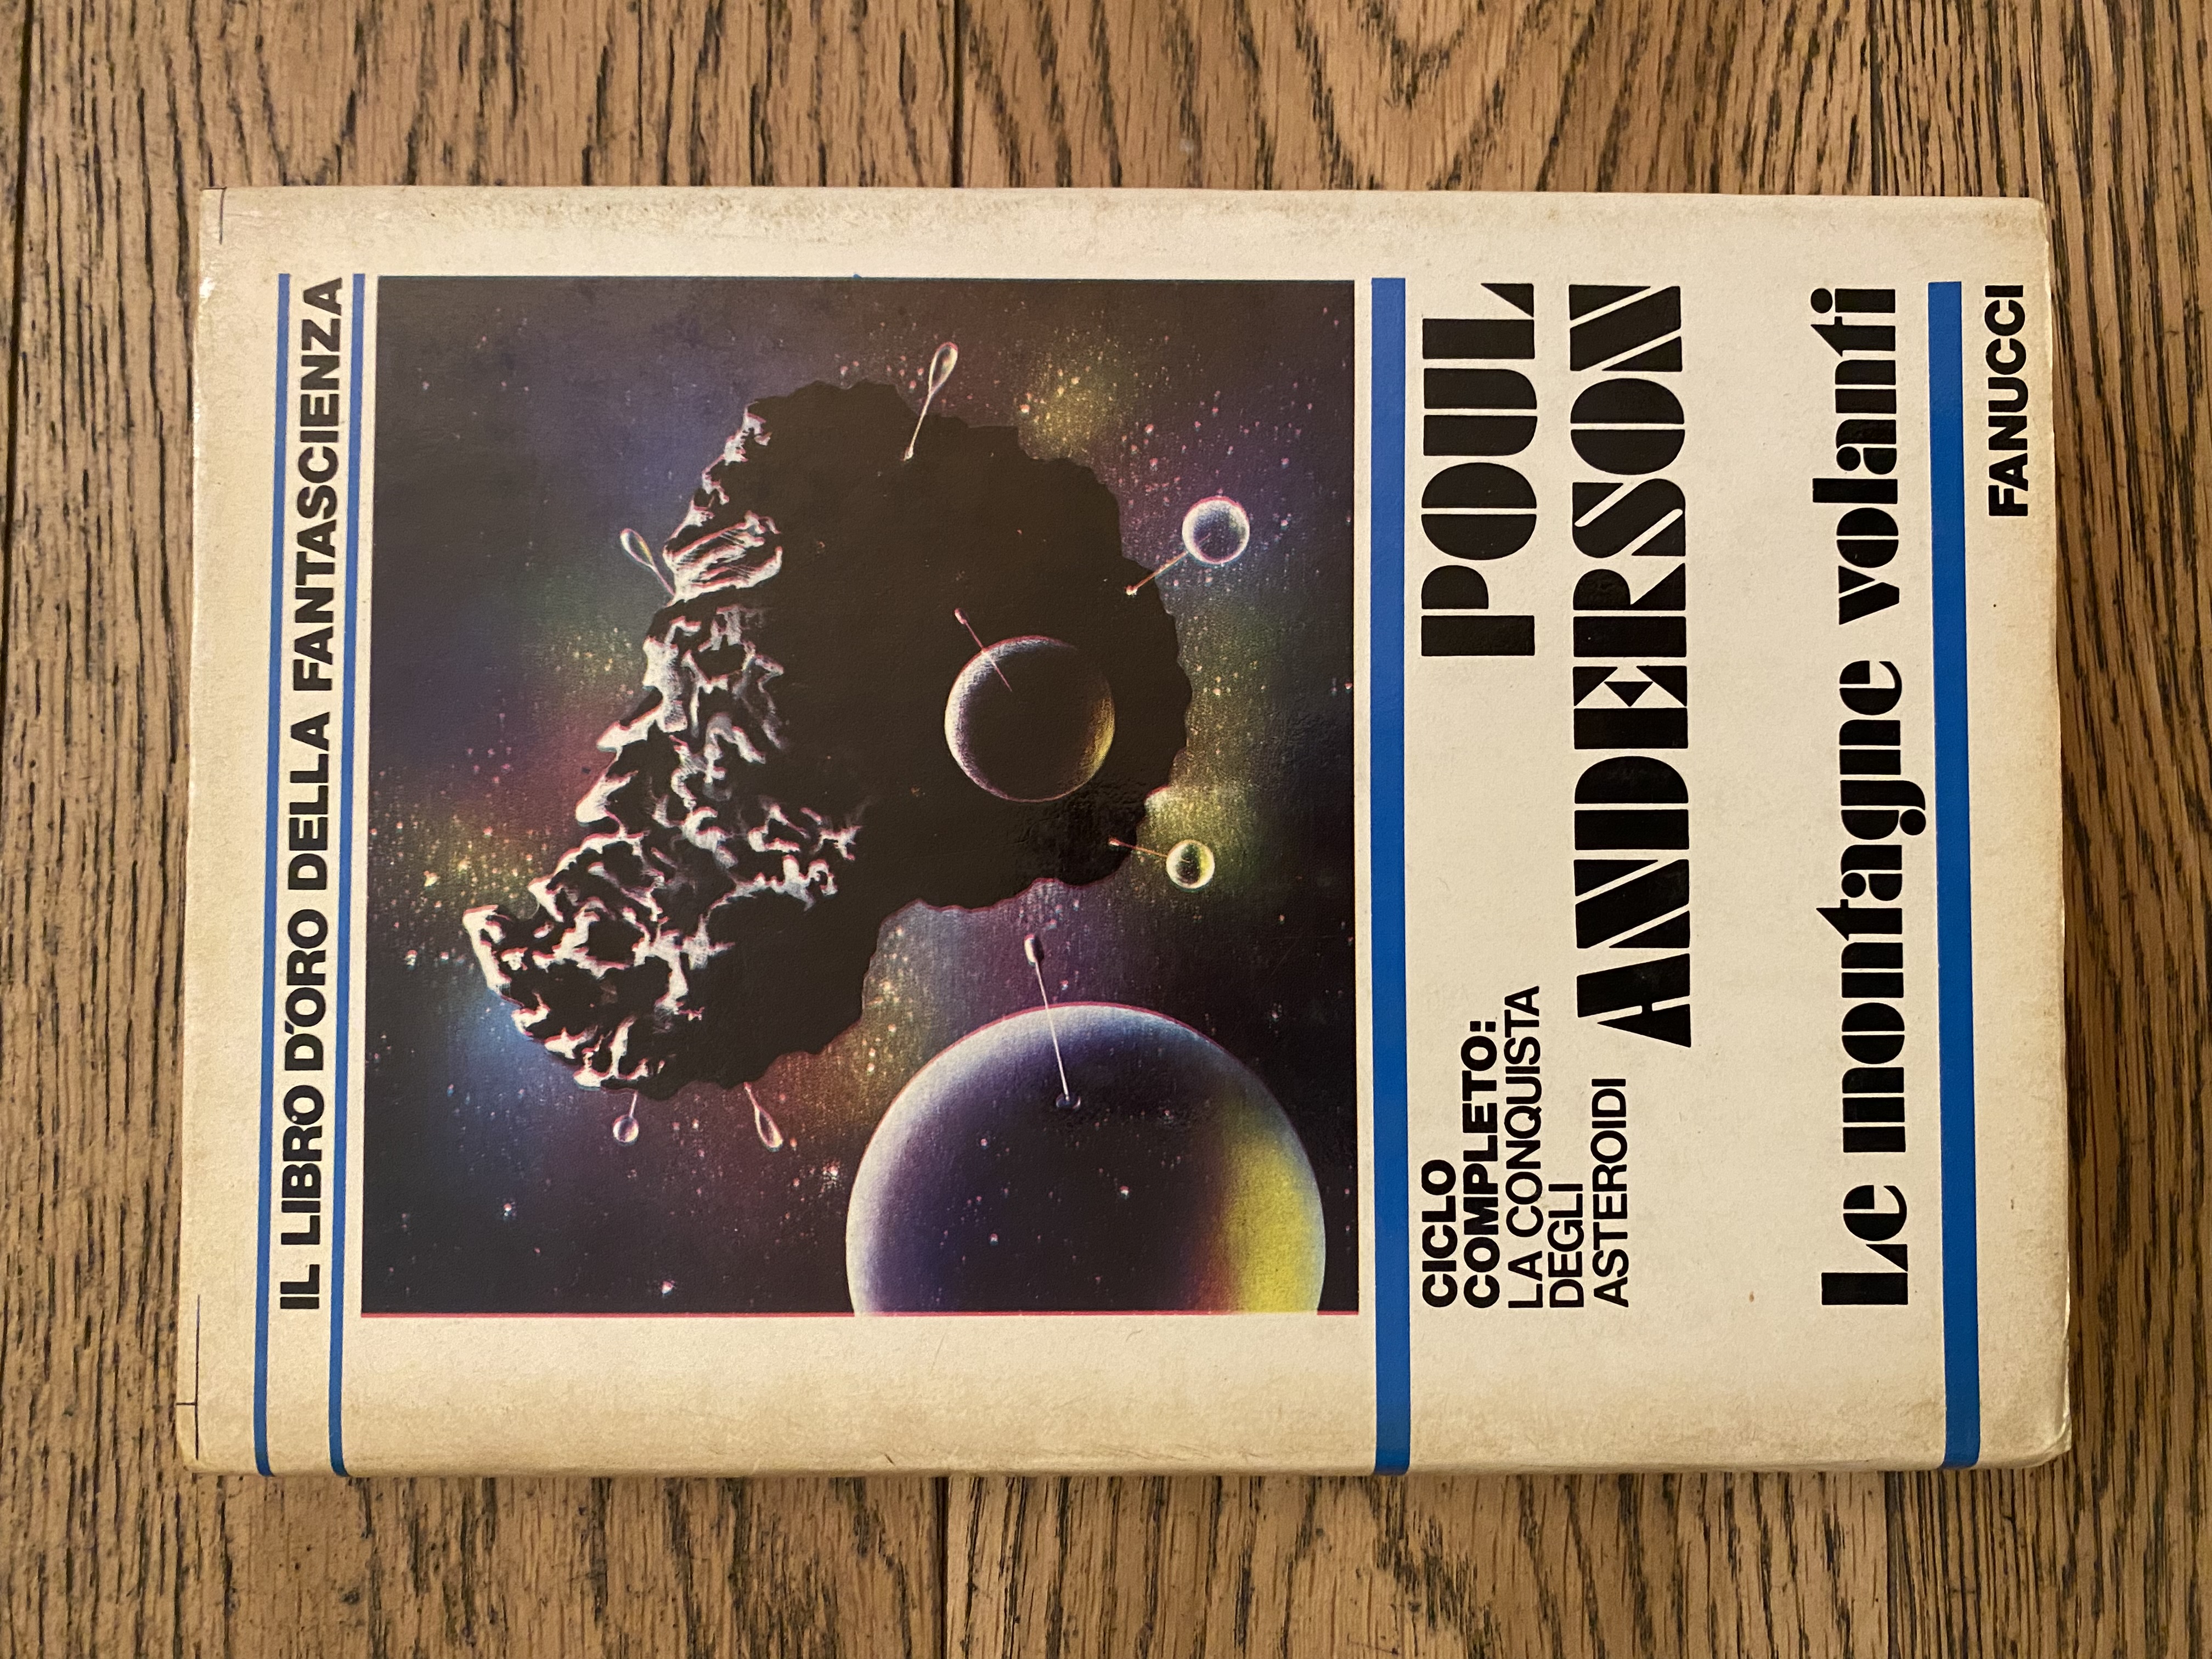 IL LIBRO D'ORO DELLA FANTASCIENZA
CICLO
COMPLETO:
LA CONQUISTA
DEGLI
ASTEROIDI
POUL
ANDERSON
Le montagne volanti
FANUCCI